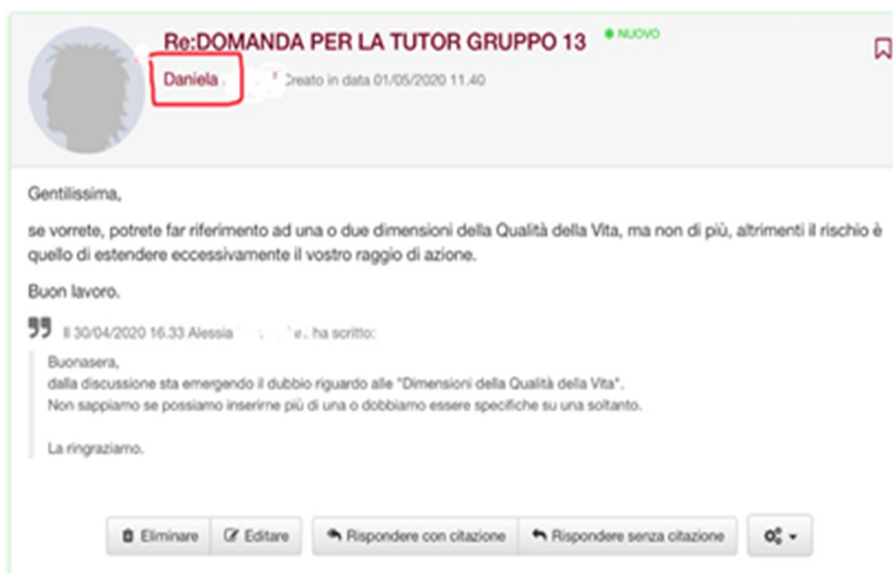 Re:DOMANDA PER LA TUTOR GRUPPO 13 NUOVO
Daniela Creato in data 01/05/2020 11.40
Gentilissima,
se vorrete, potrete far riferimento ad una o due dimensioni della Qualità della Vita, ma non di più, altrimenti il rischio è
quello di estendere eccessivamente il vostro raggio di azione.
Buon lavoro.
Il 30/04/2020 16.33 Alessia ha scritto:
Buonasera,
dalla discussione sta emergendo il dubbio riguardo alle "Dimensioni della Qualità della Vita".
Non sappiamo se possiamo inserirne più di una o dobbiamo essere specifiche su una soltanto.
La ringraziamo.
Eliminare Editare Rispondere con citazione Rispondere senza citazione